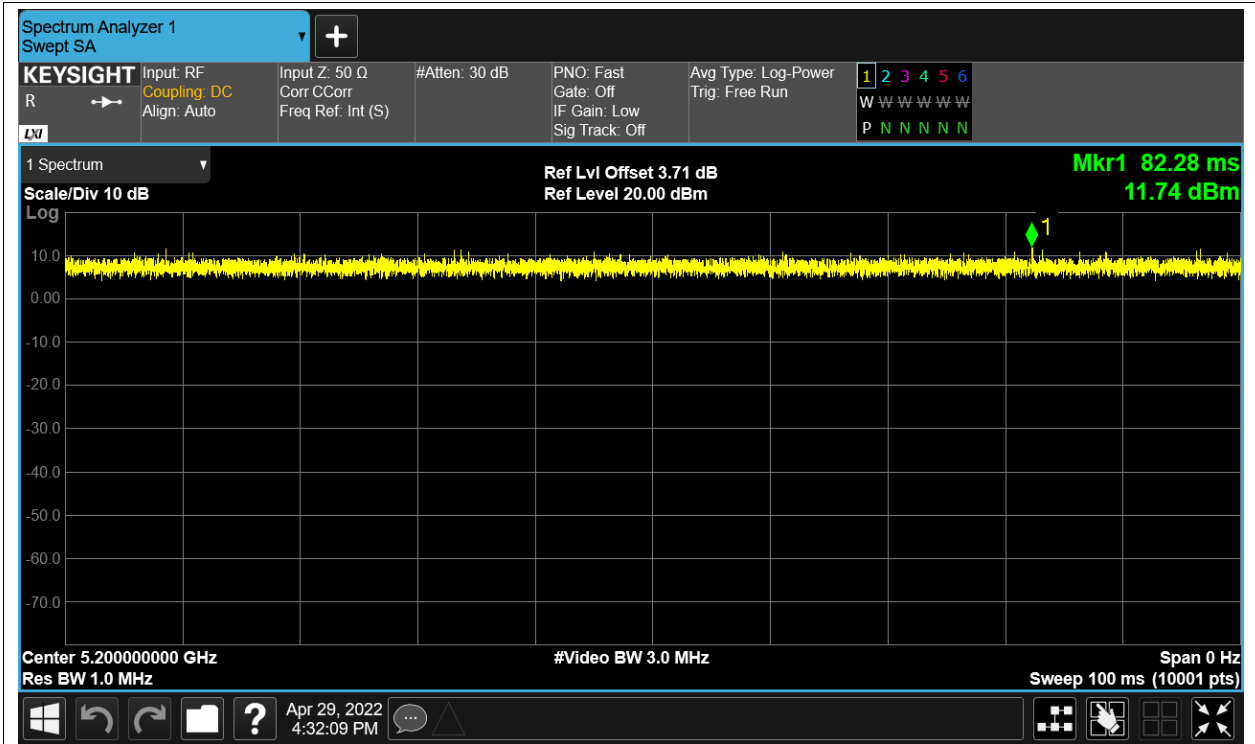 Spectrum Analyzer 1
Swept SA
KEYSIGHT
R
LXI
Input: RF
Coupling: DC
Align: Auto
Input Z: 50 Ω
Corr CCorr
Freq Ref: Int (S)
#Atten: 30 dB
PNO: Fast
Gate: Off
IF Gain: Low
Sig Track: Off
Avg Type: Log-Power
Trig: Free Run
1 2 3 4 5 6
W W W W W W
P N N N N N
1 Spectrum
Scale/Div 10 dB
Ref Lvl Offset 3.71 dB
Ref Level 20.00 dBm
Mkr1 82.28 ms
11.74 dBm
Log
1
10.0
0.00
-10.0
-20.0
-30.0
-40.0
-50.0
-60.0
-70.0
Center 5.200000000 GHz
Res BW 1.0 MHz
#Video BW 3.0 MHz
Span 0 Hz
Sweep 100 ms (10001 pts)
?
Apr 29, 2022
4:32:09 PM